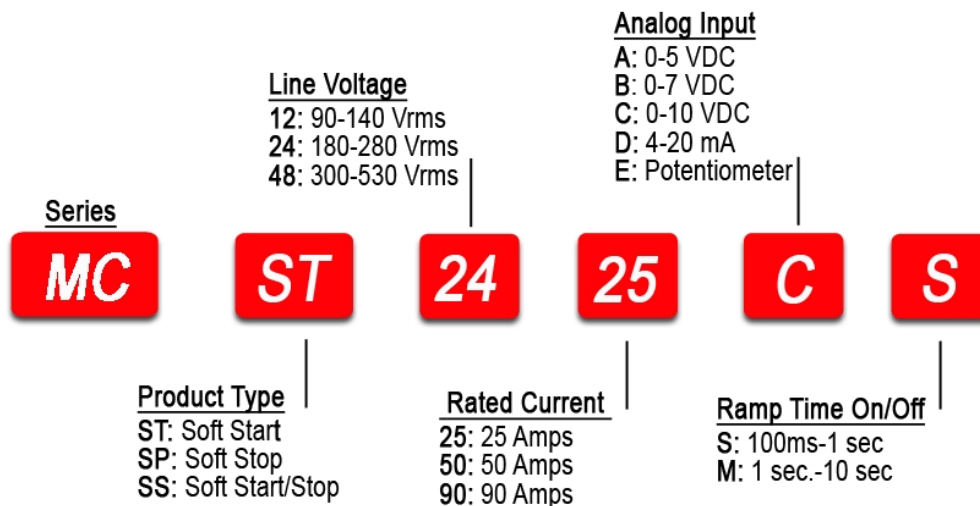 Analog Input
A: 0-5 VDC
B: 0-7 VDC
C: 0-10 VDC
D: 4-20 mA
E: Potentiometer
Line Voltage
12: 90-140 Vrms
24: 180-280 Vrms
48: 300-530 Vrms
Series
MC ST 24 25 C S
Product Type
ST: Soft Start
SP: Soft Stop
SS: Soft Start/Stop
Rated Current
25: 25 Amps
50: 50 Amps
90: 90 Amps
Ramp Time On/Off
S: 100ms-1 sec
M: 1 sec.-10 sec